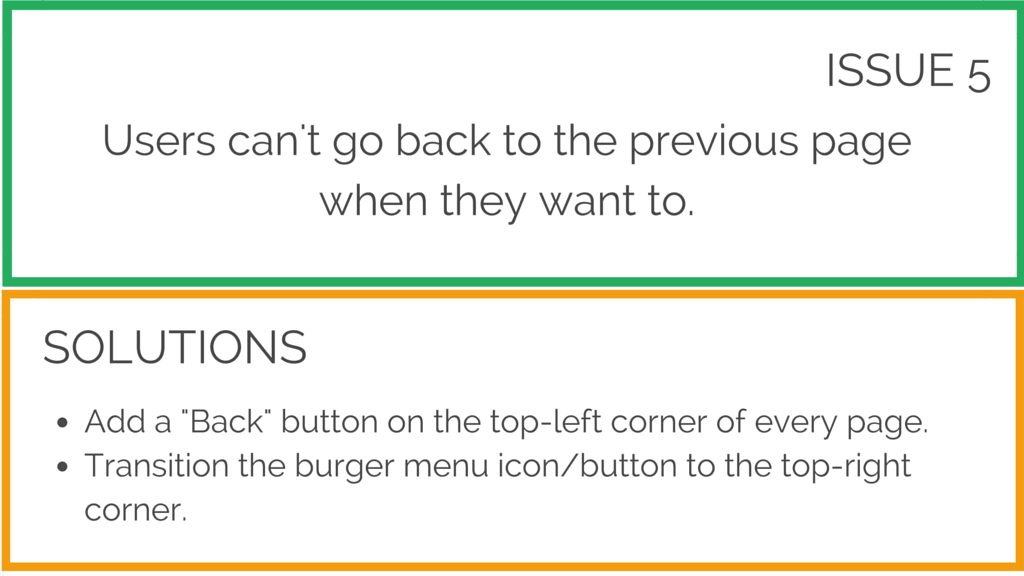 ISSUE 5
Users can't go back to the previous page
when they want to.
SOLUTIONS
• Add a "Back" button on the top-left corner of every page.
• Transition the burger menu icon/button to the top-right
corner.